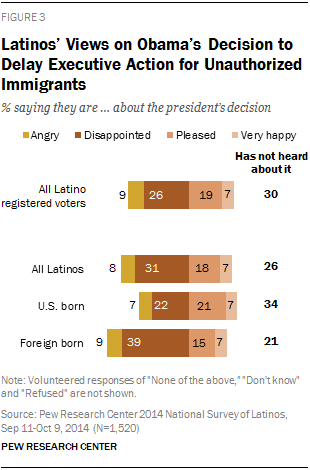 FIGURE 3
Latinos' Views on Obama's Decision to
Delay Executive Action for Unauthorized
Immigrants
% saying they are ... about the president's decision
Angry Disappointed Pleased Very happy
Has not heard
about it
All Latino
registered voters
9 26 19 7 30
All Latinos 8 31 18 7 26
U.S. born 7 22 21 7 34
Foreign born 9 39 15 7 21
Note: Volunteered responses of "None of the above," "Don't know"
and "Refused" are not shown.
Source: Pew Research Center 2014 National Survey of Latinos,
Sep 11-Oct 9, 2014 (N=1,520)
PEW RESEARCH CENTER